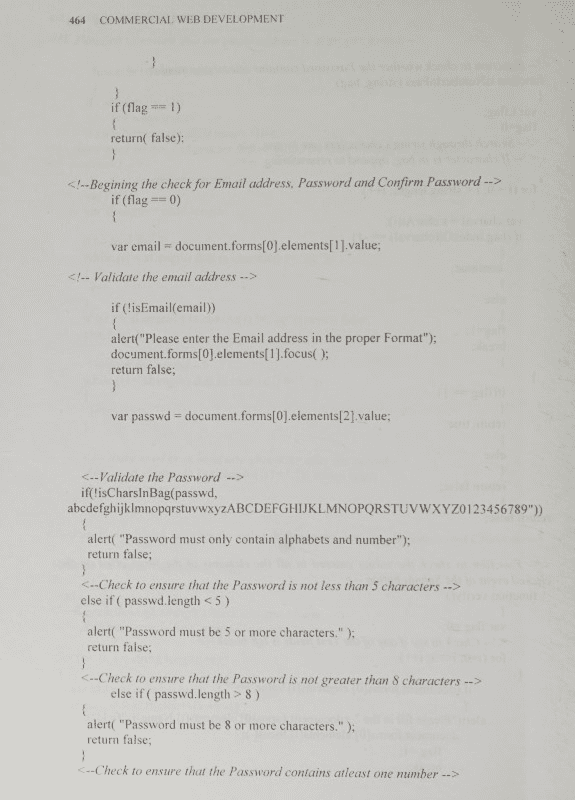 464 COMMERCIAL WEB DEVELOPMENT
}
}
if (flag == 1)
{
return( false);
}
<!--Begining the check for Email address, Password and Confirm Password -->
if (flag == 0)
{
var email = document.forms[0].elements[1].value;
<!-- Validate the email address -->
if (!isEmail(email))
{
alert("Please enter the Email address in the proper Format");
document.forms[0].elements[1].focus( );
return false;
}
var passwd = document.forms[0].elements[2].value;
<--Validate the Password -->
if(!isCharsInBag(passwd,
abcdefghijklmnopqrstuvwxyzABCDEFGHIJKLMNOPQRSTUVWXYZ0123456789"))
{
alert( "Password must only contain alphabets and number");
return false;
}
<--Check to ensure that the Password is not less than 5 characters -->
else if ( passwd.length < 5 )
{
alert( "Password must be 5 or more characters." );
return false;
}
<--Check to ensure that the Password is not greater than 8 characters -->
else if ( passwd.length > 8 )
{
alert( "Password must be 8 or more characters." );
return false;
}
<--Check to ensure that the Password contains atleast one number -->